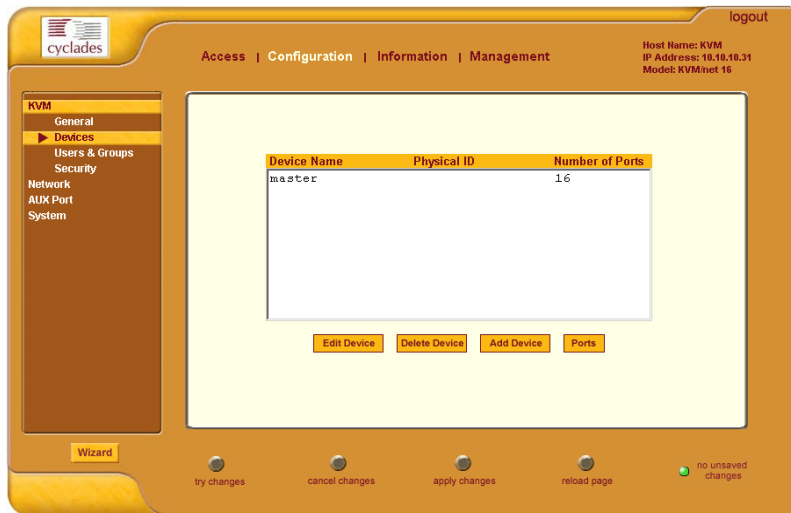 logout
cyclades
Access | Configuration | Information | Management
Host Name: KVM
IP Address: 10.10.10.31
Model: KVM/net 16
KVM
General
Devices
Users & Groups
Security
Network
AUX Port
System
Device Name Physical ID Number of Ports
master 16
Edit Device Delete Device Add Device Ports
Wizard
try changes cancel changes apply changes reload page
no unsaved
changes